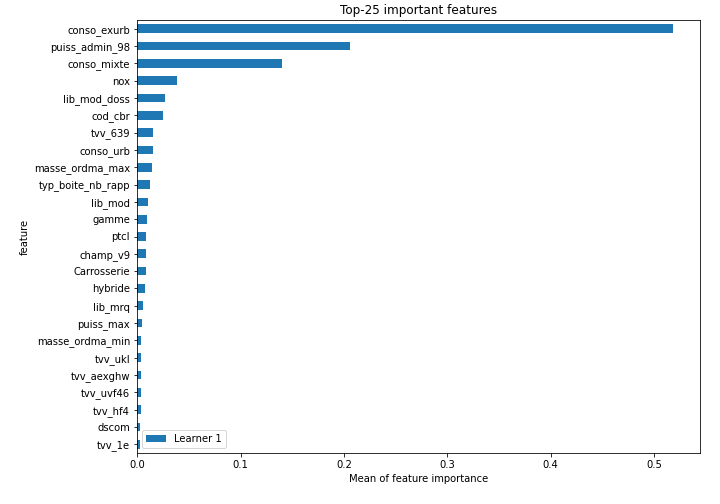 Top-25 important features
conso_exurb
puiss_admin_98
conso_mixte
nox
lib_mod_doss
cod_cbr
tvv_639
conso_urb
masse_ordma_max
typ_boite_nb_rapp
lib_mod
gamme
ptcl
champ_v9
Carrosserie
hybride
lib_mrq
puiss_max
masse_ordma_min
tvv_ukl
tvv_aexghw
tvv_uvf46
tvv_hf4
dscom
tvv_1e
feature
Learner 1
0.0 0.1 0.2 0.3 0.4 0.5
Mean of feature importance